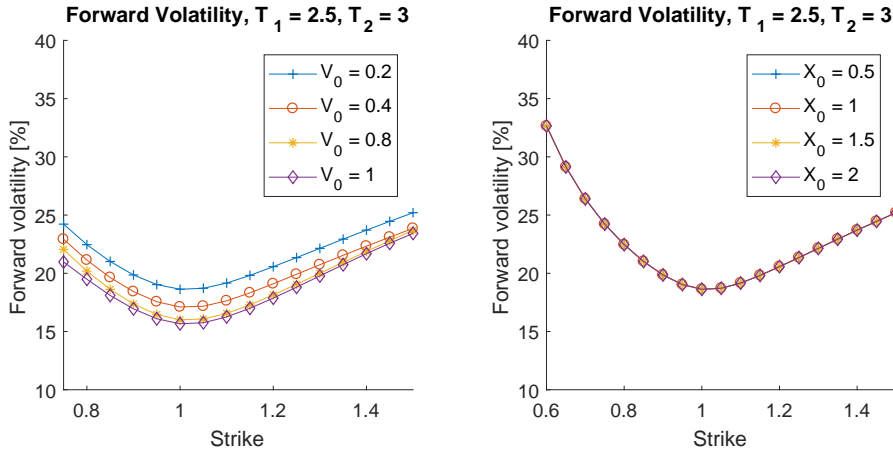 Forward Volatility, T1 = 2.5, T2 = 3
40
35
30
25
20
15
10
Forward volatility [%]
0.8 1 1.2 1.4
Strike
V0 = 0.2
V0 = 0.4
V0 = 0.8
V0 = 1
Forward Volatility, T1 = 2.5, T2 = 3
40
35
30
25
20
15
10
Forward volatility [%]
0.6 0.8 1 1.2 1.4
Strike
X0 = 0.5
X0 = 1
X0 = 1.5
X0 = 2